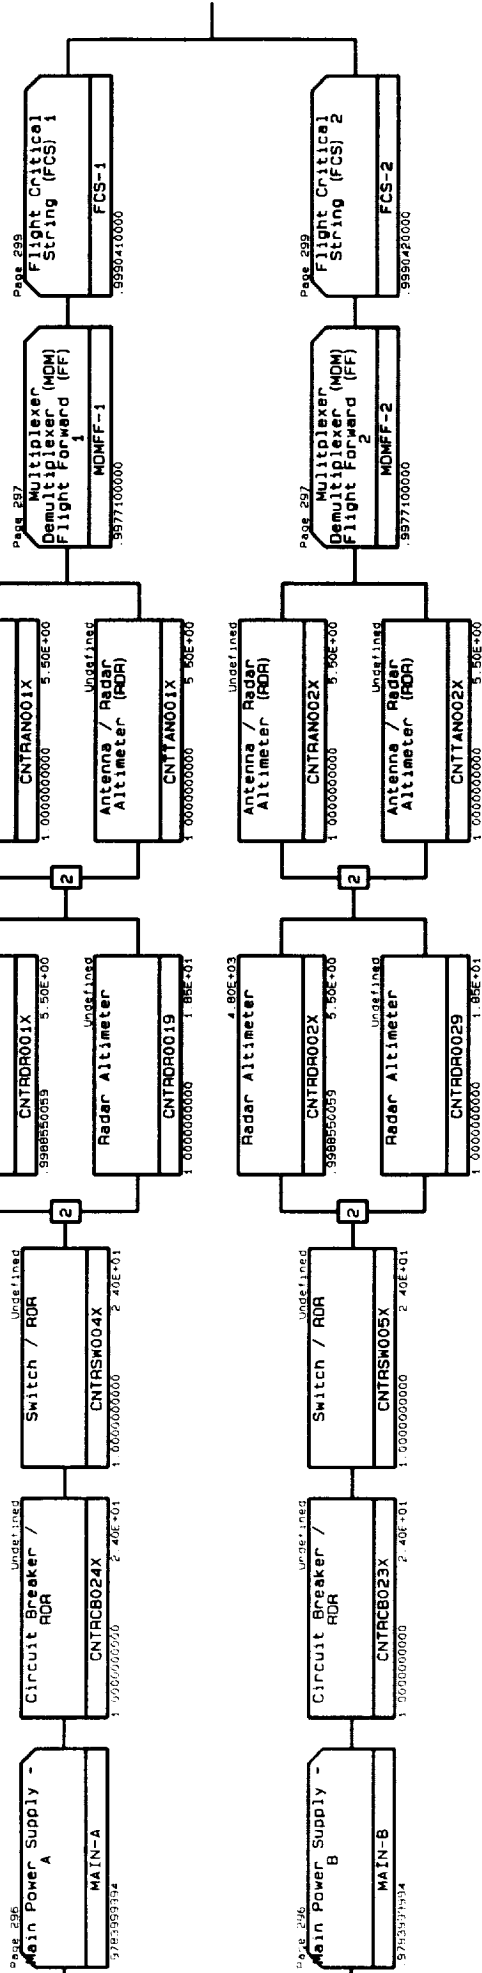 Page 296
Main Power Supply -
A
MAIN-A
Undefined
Circuit Breaker /
RDR
CNTRCB024X
1.0000000000 2.40E+01
Undefined
Switch / RDR
CNTRSW004X
1.0000000000 2.40E+01
2
CNTRDR001X
.9988550059 5.50E+00
Undefined
Radar Altimeter
CNTRDR0019
1.0000000000 1.85E+01
2
CNTRAN001X
1.0000000000 5.50E+00
Undefined
Antenna / Radar
Altimeter (RDR)
CNTTAN001X
1.0000000000 5.50E+00
Page 297
Multiplexer
Demultiplexer (MDM)
Flight Forward (FF)
1
MDMFF-1
.9977100000
Page 299
Flight Critical
String (FCS) 1
FCS-1
.9990410000
Page 296
Main Power Supply -
B
MAIN-B
Undefined
Circuit Breaker /
RDR
CNTRCB023X
1.0000000000 2.40E+01
Undefined
Switch / RDR
CNTRSW005X
1.0000000000 2.40E+01
2
4.80E+03
Radar Altimeter
CNTRDR002X
.9988550059 5.50E+00
Undefined
Radar Altimeter
CNTRDR0029
1.0000000000 1.85E+01
2
Undefined
Antenna / Radar
Altimeter (RDR)
CNTRAN002X
1.0000000000 5.50E+00
Undefined
Antenna / Radar
Altimeter (RDR)
CNTTAN002X
1.0000000000 5.50E+00
Page 297
Mulitplexer
Demultiplexer (MDM)
Flight Forward (FF)
2
MDMFF-2
.9977100000
Page 299
Flight Critical
String (FCS) 2
FCS-2
.9990420000